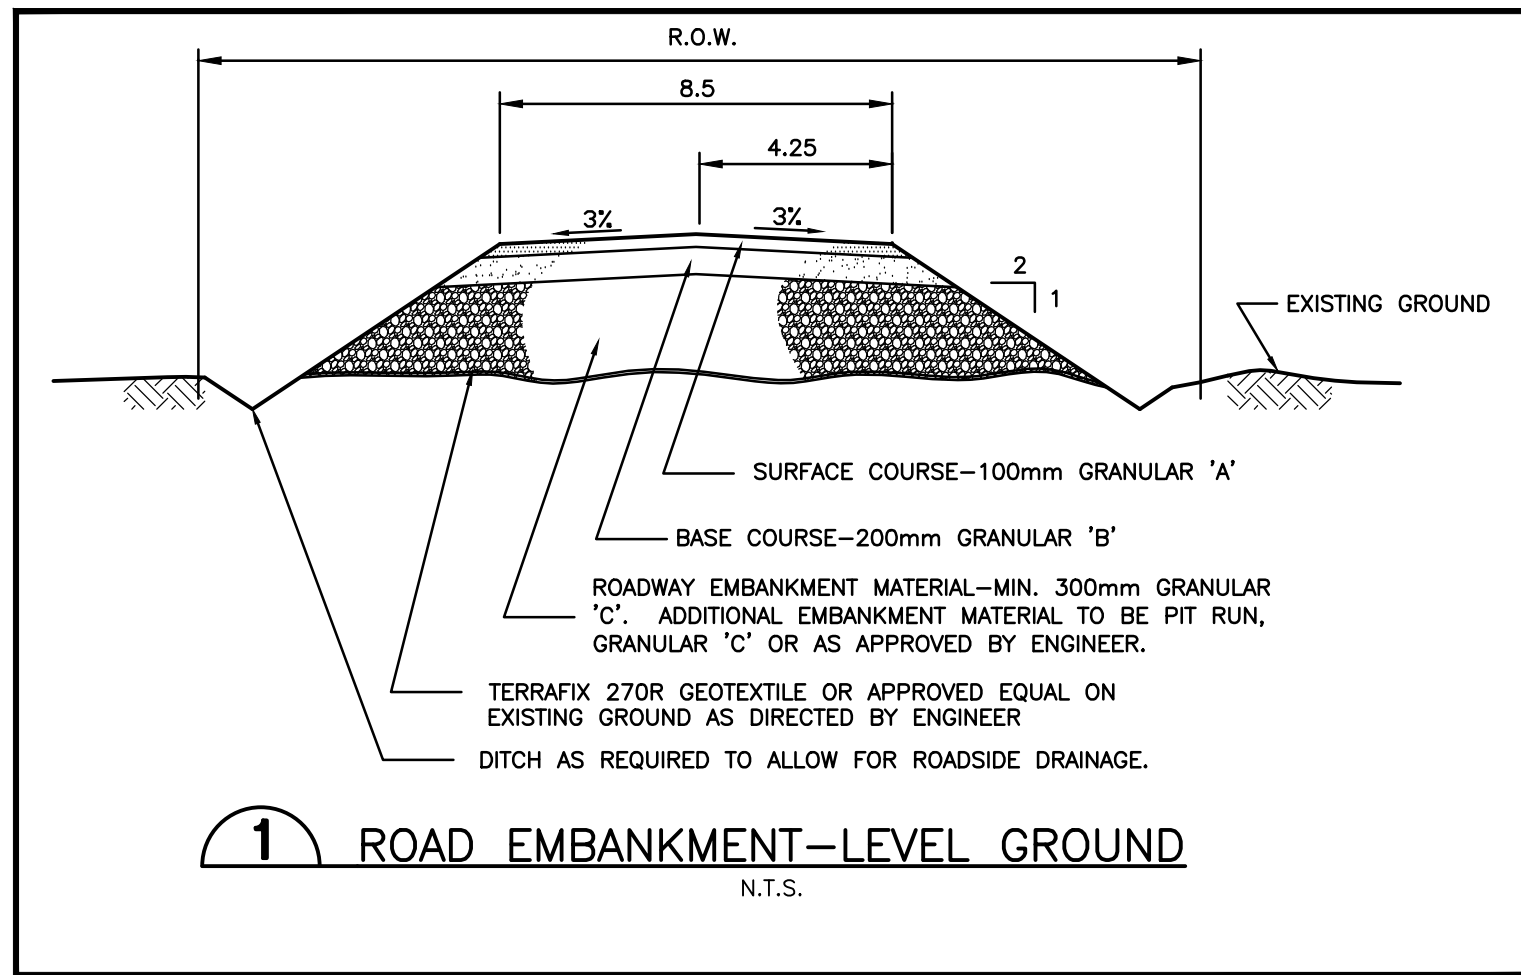 R.O.W.
8.5
4.25
3%
3%
2
1
EXISTING GROUND
SURFACE COURSE-100mm GRANULAR 'A'
BASE COURSE-200mm GRANULAR 'B'
ROADWAY EMBANKMENT MATERIAL-MIN. 300mm GRANULAR
'C'. ADDITIONAL EMBANKMENT MATERIAL TO BE PIT RUN,
GRANULAR 'C' OR AS APPROVED BY ENGINEER.
TERRAFIX 270R GEOTEXTILE OR APPROVED EQUAL ON
EXISTING GROUND AS DIRECTED BY ENGINEER
DITCH AS REQUIRED TO ALLOW FOR ROADSIDE DRAINAGE.
1 ROAD EMBANKMENT-LEVEL GROUND
N.T.S.